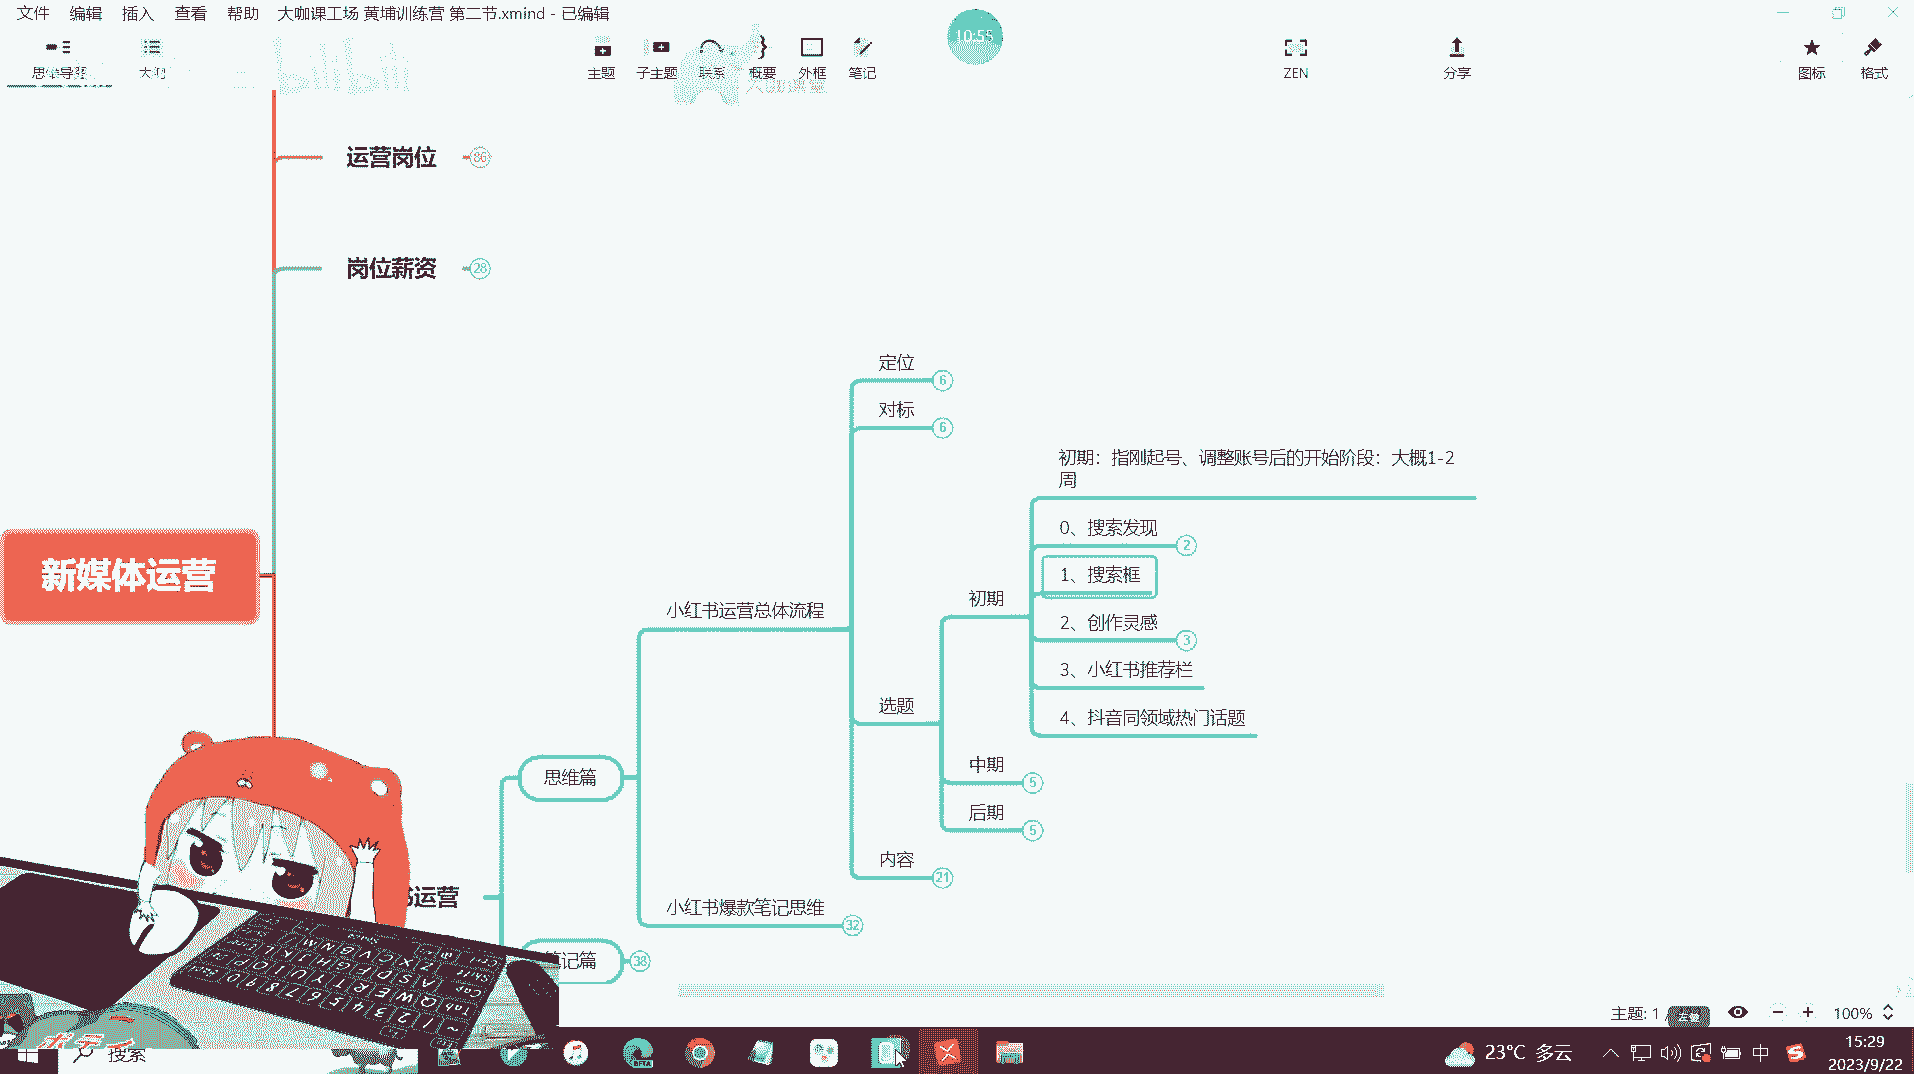 文件 编辑 插入 查看 帮助 大咖课工场 黄埔训练营 第二节.xmind - 已编辑
思维导图
主题 子主题 联系 概要 外框 笔记
ZEN
分享
图标
格式
bilibili
大咖课堂
运营岗位 86
岗位薪资 28
定位 6
对标 6
初期：指刚起号、调整账号后的开始阶段：大概1-2
周
0、搜索发现 2
1、搜索框
新媒体运营
初期
小红书运营总体流程
2、创作灵感 3
3、小红书推荐栏
选题
4、抖音同领域热门话题
中期 5
思维篇
后期 5
内容 21
运营
小红书爆款笔记思维 32
笔记篇 38
主题: 1 /
100%
搜索
23°C 多云
中
15:29
2023/9/22